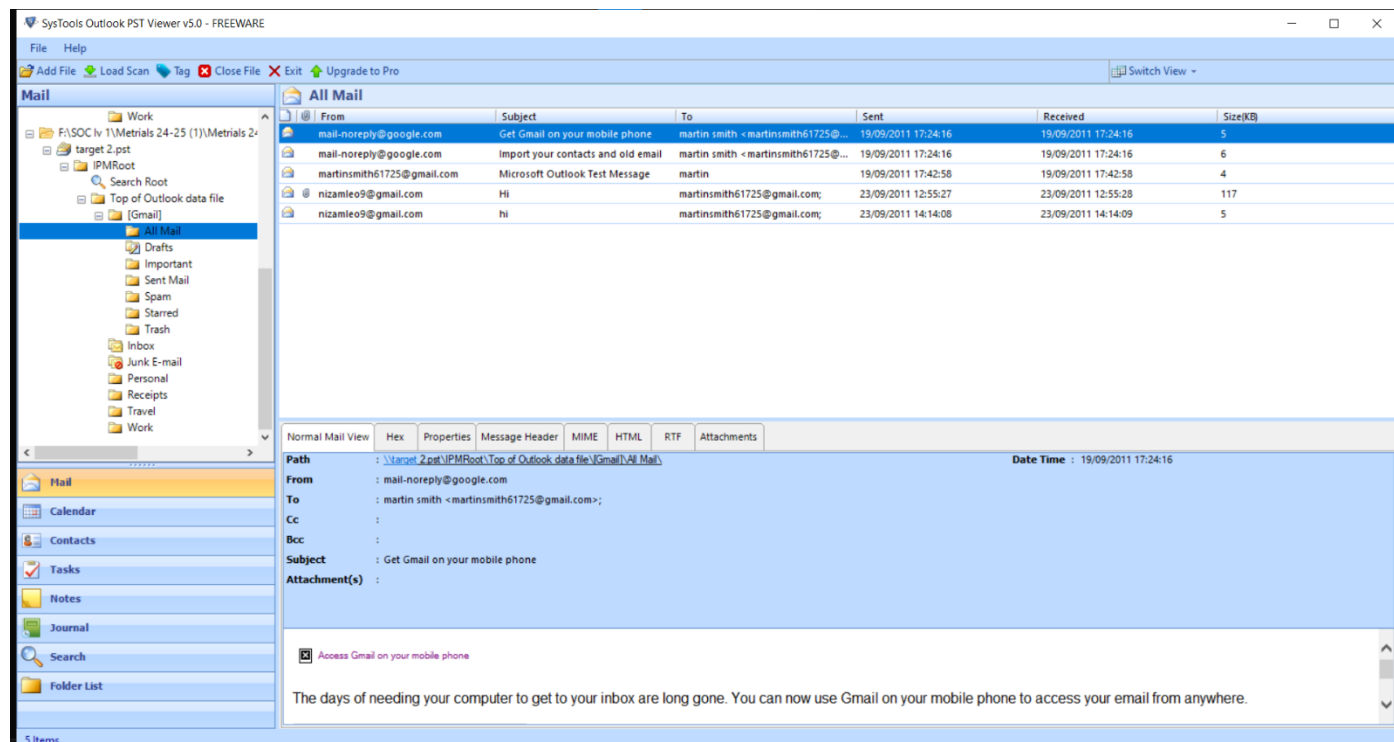 SysTools Outlook PST Viewer v5.0 - FREEWARE
File Help
Add File Load Scan Tag Close File Exit Upgrade to Pro Switch View
Mail
Work
F:\SOC lv 1\Metrials 24-25 (1)\Metrials 24
target 2.pst
IPMRoot
Search Root
Top of Outlook data file
[Gmail]
All Mail
Drafts
Important
Sent Mail
Spam
Starred
Trash
Inbox
Junk E-mail
Personal
Receipts
Travel
Work
Mail
Calendar
Contacts
Tasks
Notes
Journal
Search
Folder List
All Mail
From Subject To Sent Received Size(KB)
mail-noreply@google.com Get Gmail on your mobile phone martin smith <martinsmith61725@... 19/09/2011 17:24:16 19/09/2011 17:24:16 5
mail-noreply@google.com Import your contacts and old email martin smith <martinsmith61725@... 19/09/2011 17:24:16 19/09/2011 17:24:16 6
martinsmith61725@gmail.com Microsoft Outlook Test Message martin 19/09/2011 17:42:58 19/09/2011 17:42:58 4
nizamleo9@gmail.com Hi martinsmith61725@gmail.com; 23/09/2011 12:55:27 23/09/2011 12:55:28 117
nizamleo9@gmail.com hi martinsmith61725@gmail.com; 23/09/2011 14:14:08 23/09/2011 14:14:09 5
Normal Mail View Hex Properties Message Header MIME HTML RTF Attachments
Path : \\target 2.pst\IPMRoot\Top of Outlook data file\[Gmail]\All Mail\ Date Time : 19/09/2011 17:24:16
From : mail-noreply@google.com
To : martin smith <martinsmith61725@gmail.com>;
Cc :
Bcc :
Subject : Get Gmail on your mobile phone
Attachment(s) :
Access Gmail on your mobile phone
The days of needing your computer to get to your inbox are long gone. You can now use Gmail on your mobile phone to access your email from anywhere.
5 Items